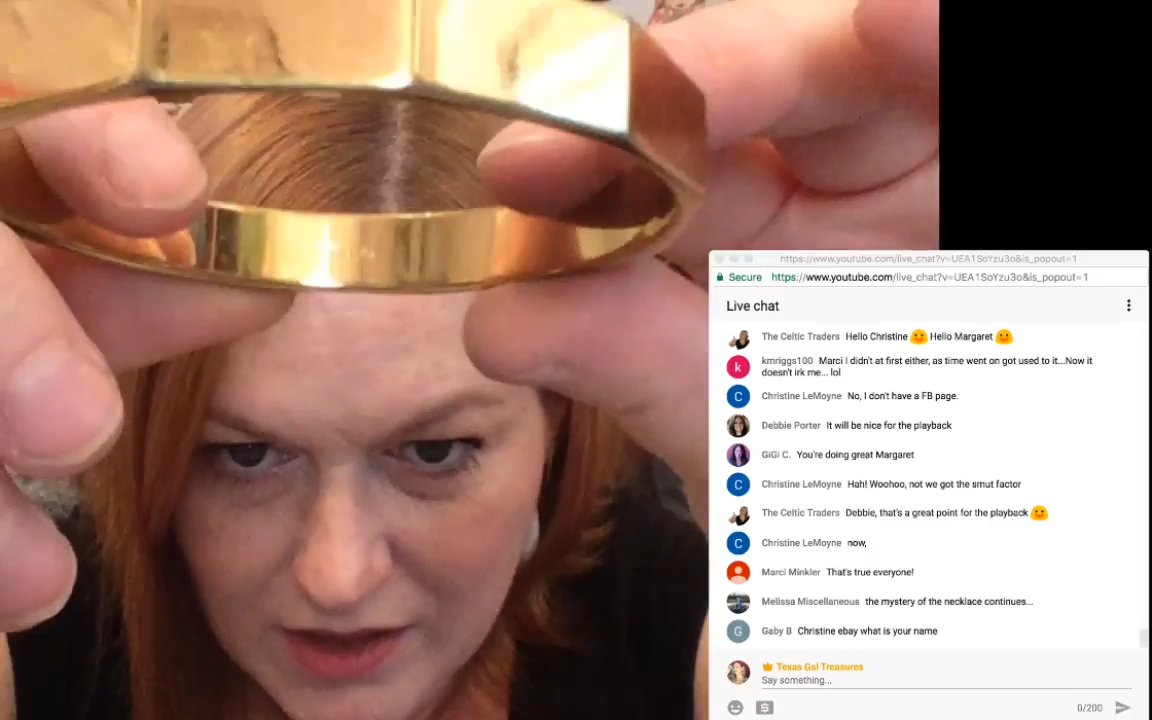 https://www.youtube.com/live_chat?v=UEA1SoYzu3o&is_popout=1
Secure https://www.youtube.com/live_chat?v=UEA1SoYzu3o&is_popout=1
Live chat
The Celtic Traders Hello Christine Hello Margaret
k kmriggs100 Marci I didn't at first either, as time went on got used to it...Now it
doesn't irk me... lol
C Christine LeMoyne No, I don't have a FB page.
Debbie Porter It will be nice for the playback
GiGi C. You're doing great Margaret
C Christine LeMoyne Hah! Woohoo, not we got the smut factor
The Celtic Traders Debbie, that's a great point for the playback
C Christine LeMoyne now,
Marci Minkler That's true everyone!
Melissa Miscellaneous the mystery of the necklace continues...
G Gaby B Christine ebay what is your name
Texas Gal Treasures
Say something...
0/200